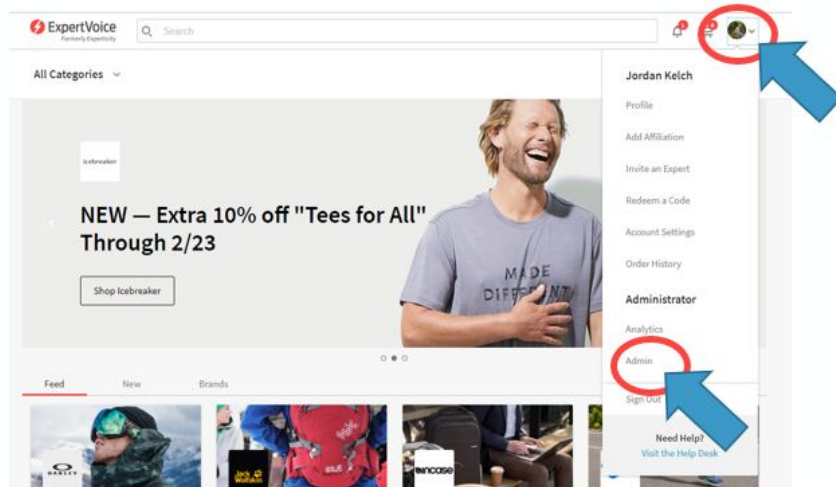 ExpertVoice
Formerly Experticity
Search
All Categories
Jordan Kelch
Profile
Add Affiliation
Invite an Expert
Redeem a Code
Account Settings
Order History
Administrator
Analytics
Admin
Sign Out
Need Help?
Visit the Help Desk
icebreaker
NEW — Extra 10% off "Tees for All"
Through 2/23
Shop Icebreaker
MADE
DIFFERENT
Feed New Brands
OAKLEY
Jack
Wolfskin
incase